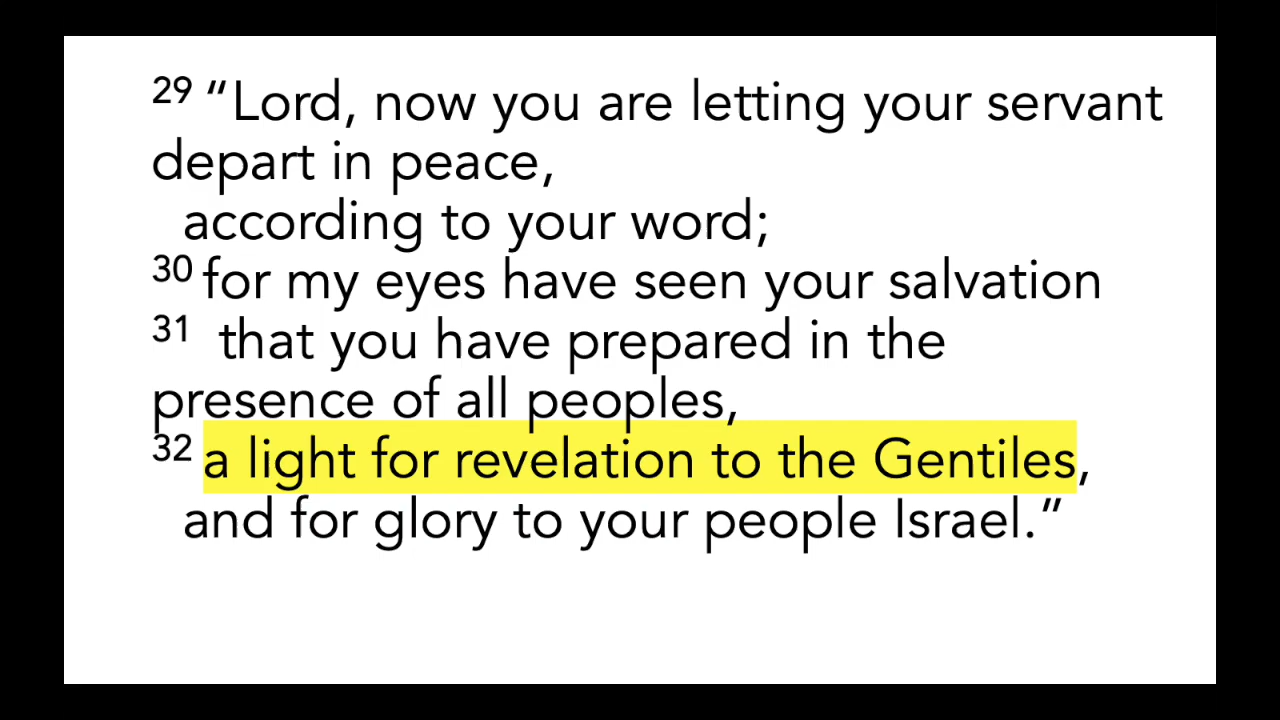 29 “Lord, now you are letting your servant
depart in peace,
according to your word;
30 for my eyes have seen your salvation
31 that you have prepared in the
presence of all peoples,
32 a light for revelation to the Gentiles,
and for glory to your people Israel.”